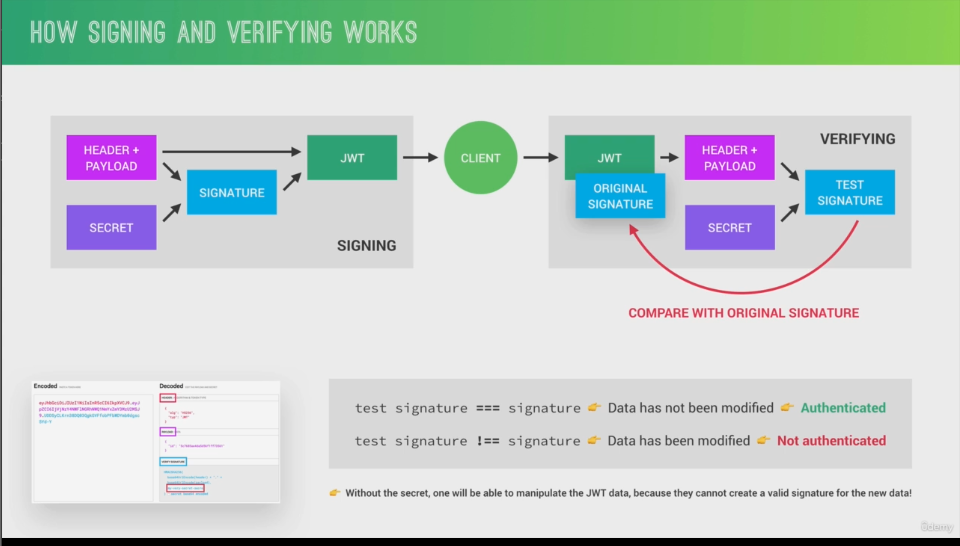 HOW SIGNING AND VERIFYING WORKS
HEADER +
PAYLOAD
SECRET
SIGNATURE
JWT
SIGNING
CLIENT
JWT
ORIGINAL
SIGNATURE
HEADER +
PAYLOAD
SECRET
VERIFYING
TEST
SIGNATURE
COMPARE WITH ORIGINAL SIGNATURE
Encoded
Decoded
test signature === signature 👉 Data has not been modified 👉 Authenticated
test signature !== signature 👉 Data has been modified 👉 Not authenticated
👉 Without the secret, one will be able to manipulate the JWT data, because they cannot create a valid signature for the new data!
ûdemy